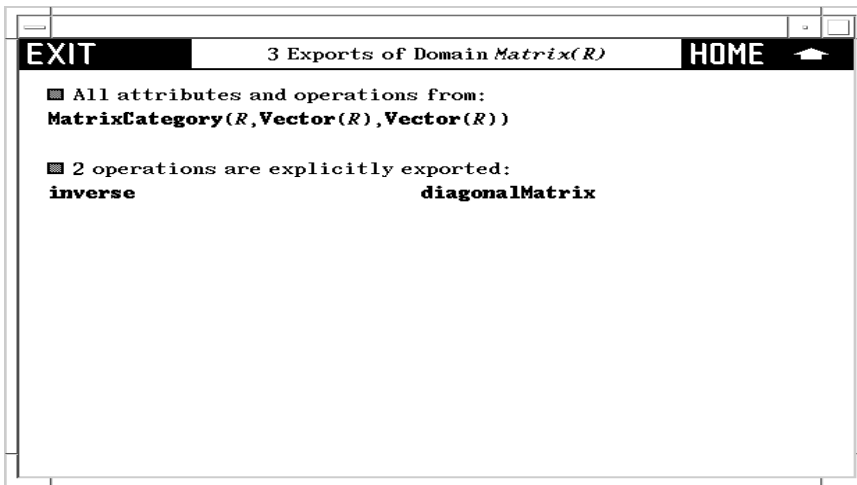 EXIT 3 Exports of Domain Matrix(R) HOME
All attributes and operations from:
MatrixCategory(R,Vector(R),Vector(R))
2 operations are explicitly exported:
inverse diagonalMatrix